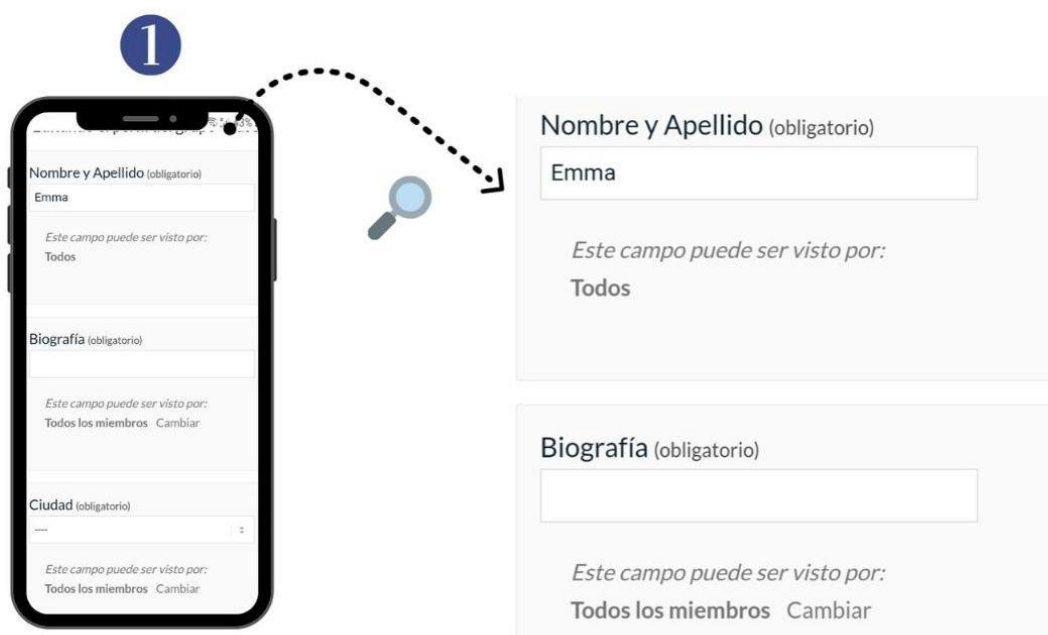 1
Nombre y Apellido (obligatorio)
Emma
Este campo puede ser visto por:
Todos
Biografía (obligatorio)
Este campo puede ser visto por:
Todos los miembros Cambiar
Ciudad (obligatorio)
----
Este campo puede ser visto por:
Todos los miembros Cambiar
Nombre y Apellido (obligatorio)
Emma
Este campo puede ser visto por:
Todos
Biografía (obligatorio)
Este campo puede ser visto por:
Todos los miembros Cambiar